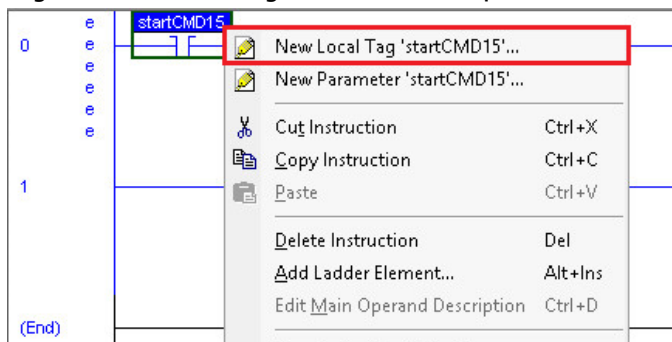 e
startCMD15
0
e
e
e
e
e
New Local Tag 'startCMD15'...
New Parameter 'startCMD15'...
Cut Instruction Ctrl+X
Copy Instruction Ctrl+C
1
Paste Ctrl+V
Delete Instruction Del
Add Ladder Element... Alt+Ins
Edit Main Operand Description Ctrl+D
(End)